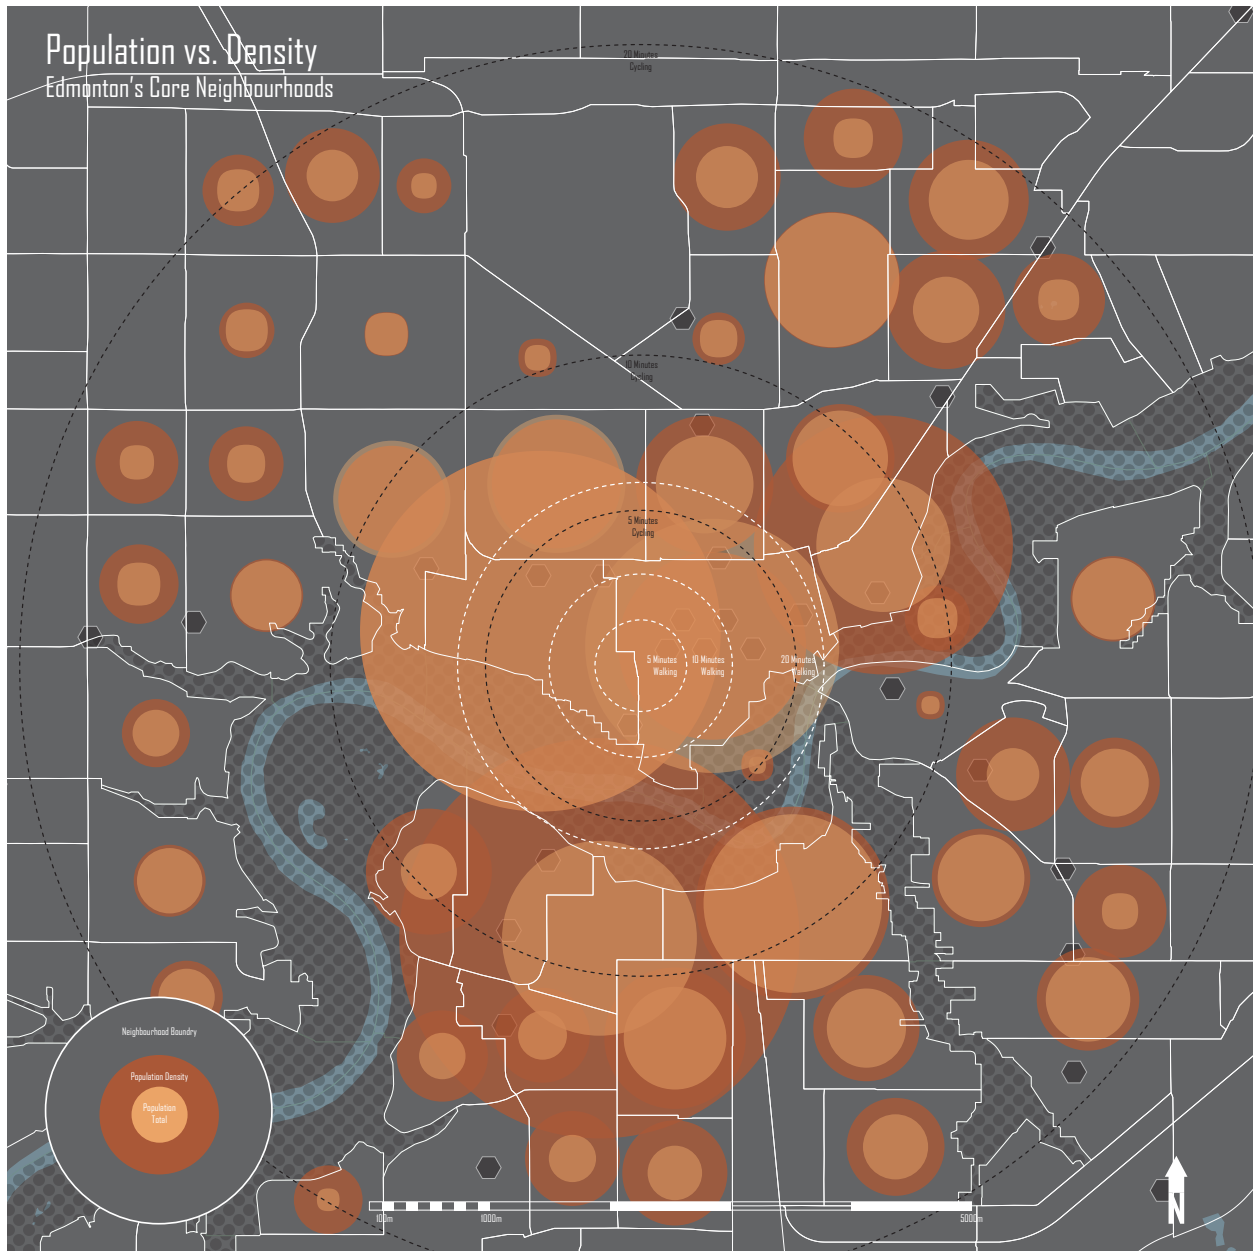 Population vs. Density
Edmonton's Core Neighbourhoods
20 Minutes
Cycling
10 Minutes
Cycling
5 Minutes
Cycling
5 Minutes
Walking
10 Minutes
Walking
20 Minutes
Walking
Neighbourhood Boundry
Population Density
Population
Total
100m
1000m
5000m
N